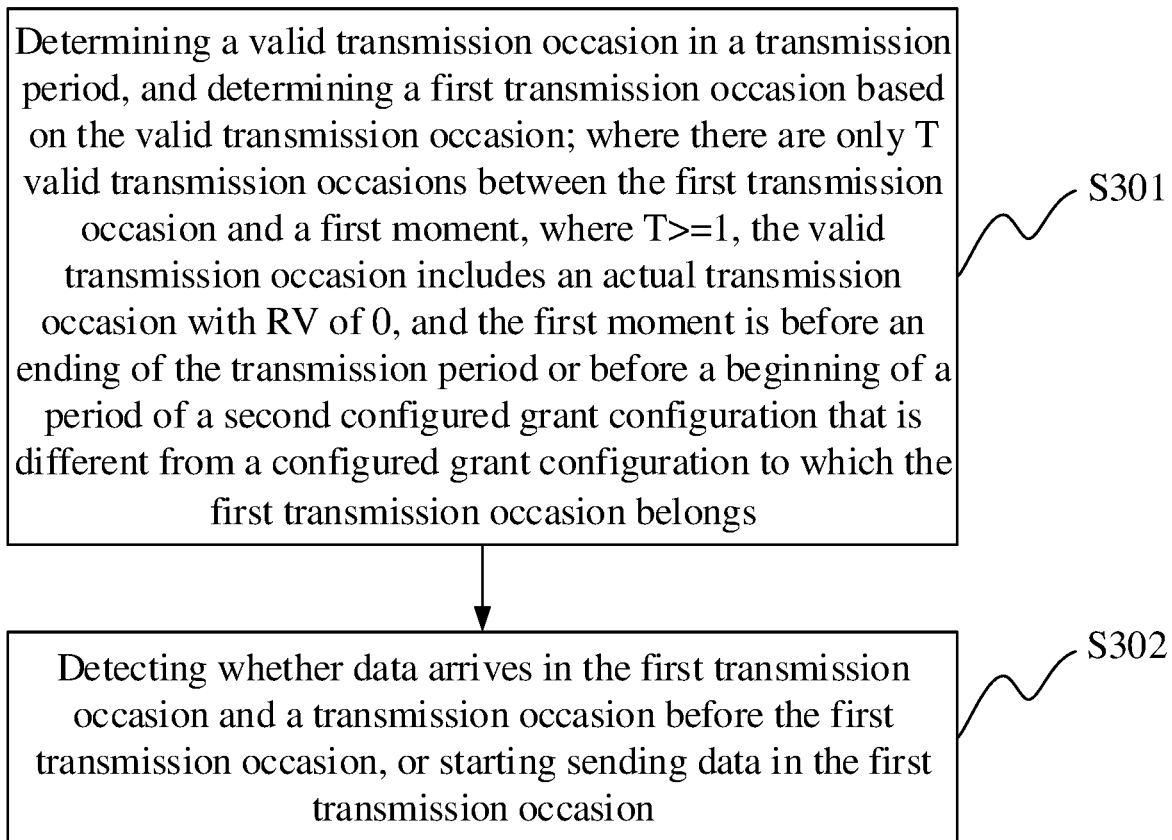 Determining a valid transmission occasion in a transmission
period, and determining a first transmission occasion based
on the valid transmission occasion; where there are only T
valid transmission occasions between the first transmission
occasion and a first moment, where T>=1, the valid
transmission occasion includes an actual transmission
occasion with RV of 0, and the first moment is before an
ending of the transmission period or before a beginning of a
period of a second configured grant configuration that is
different from a configured grant configuration to which the
first transmission occasion belongs
S301
Detecting whether data arrives in the first transmission
occasion and a transmission occasion before the first
transmission occasion, or starting sending data in the first
transmission occasion
S302